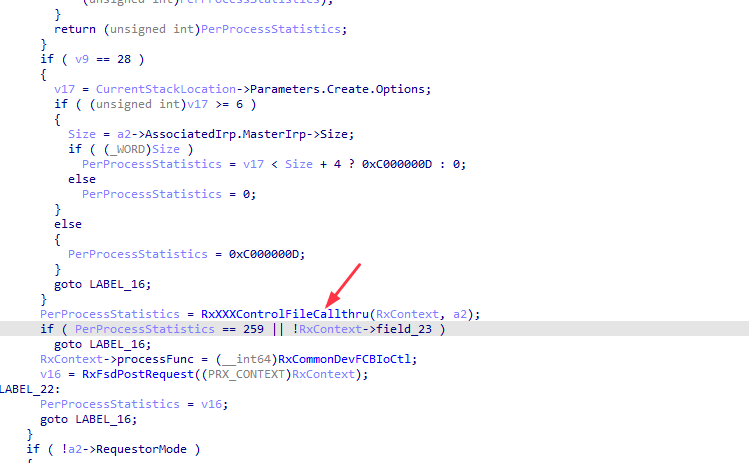 (unsigned int)PerProcessStatistics);
}
return (unsigned int)PerProcessStatistics;
}
if ( v9 == 28 )
{
v17 = CurrentStackLocation->Parameters.Create.Options;
if ( (unsigned int)v17 >= 6 )
{
Size = a2->AssociatedIrp.MasterIrp->Size;
if ( (_WORD)Size )
PerProcessStatistics = v17 < Size + 4 ? 0xC000000D : 0;
else
PerProcessStatistics = 0;
}
else
{
PerProcessStatistics = 0xC000000D;
}
goto LABEL_16;
}
PerProcessStatistics = RxXXXControlFileCallthru(RxContext, a2);
if ( PerProcessStatistics == 259 || !RxContext->field_23 )
goto LABEL_16;
RxContext->processFunc = (__int64)RxCommonDevFCBIoCtl;
v16 = RxFsdPostRequest((PRX_CONTEXT)RxContext);
LABEL_22:
PerProcessStatistics = v16;
goto LABEL_16;
}
if ( !a2->RequestorMode )
{